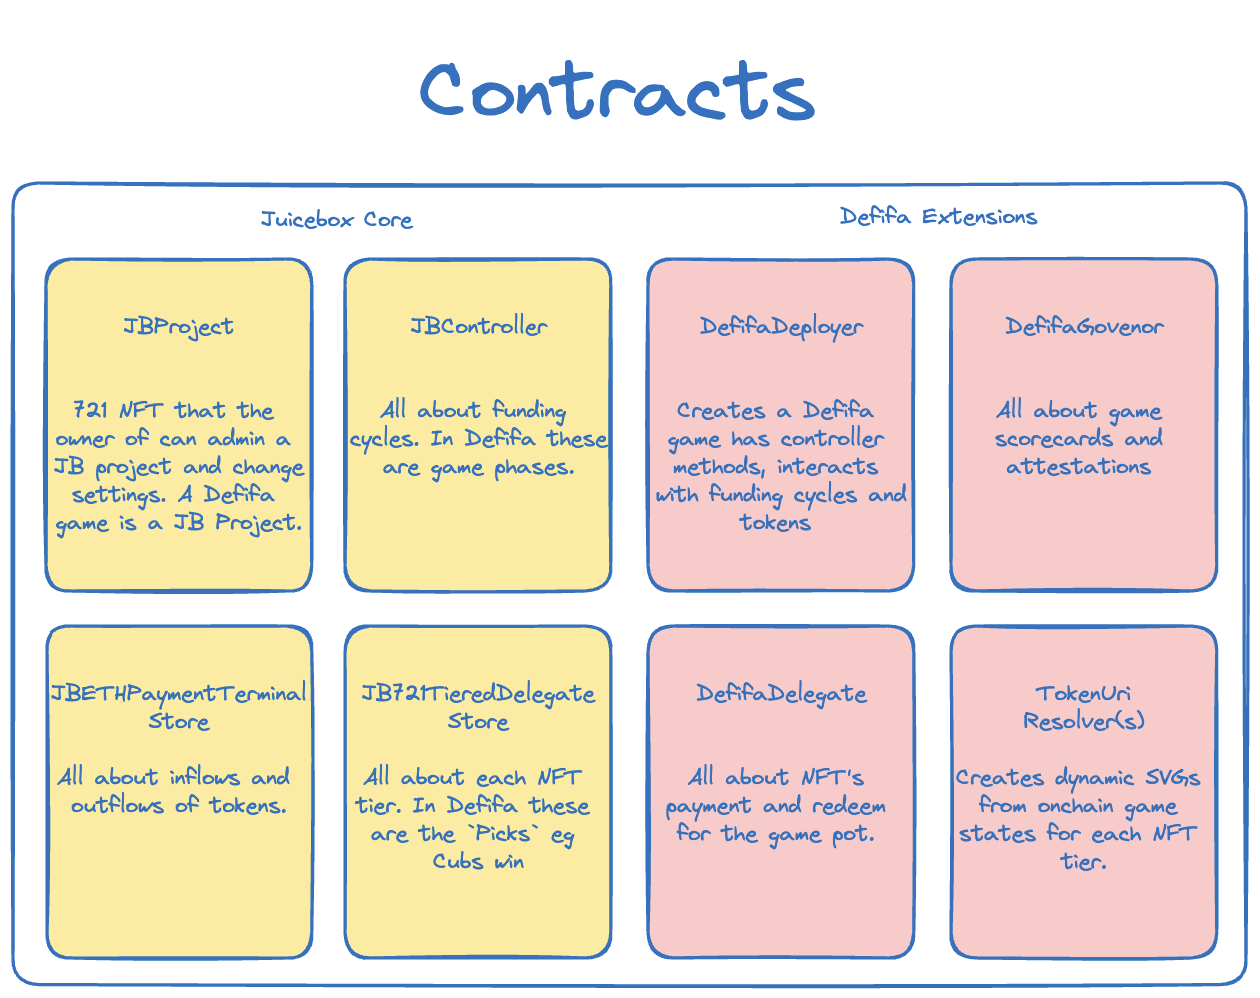 Contracts
Juicebox Core
Defifa Extensions
JBProject
721 NFT that the
owner of can admin a
JB project and change
settings. A Defifa
game is a JB Project.
JBController
All about funding
cycles. In Defifa these
are game phases.
DefifaDeployer
Creates a Defifa
game has controller
methods, interacts
with funding cycles and
tokens
DefifaGovenor
All about game
scorecards and
attestations
JBETHPaymentTerminal
Store
All about inflows and
outflows of tokens.
JB721TieredDelegate
Store
All about each NFT
tier. In Defifa these
are the `Picks` eg
Cubs win
DefifaDelegate
All about NFT's
payment and redeem
for the game pot.
TokenUri
Resolver(s)
Creates dynamic SVGs
from onchain game
states for each NFT
tier.